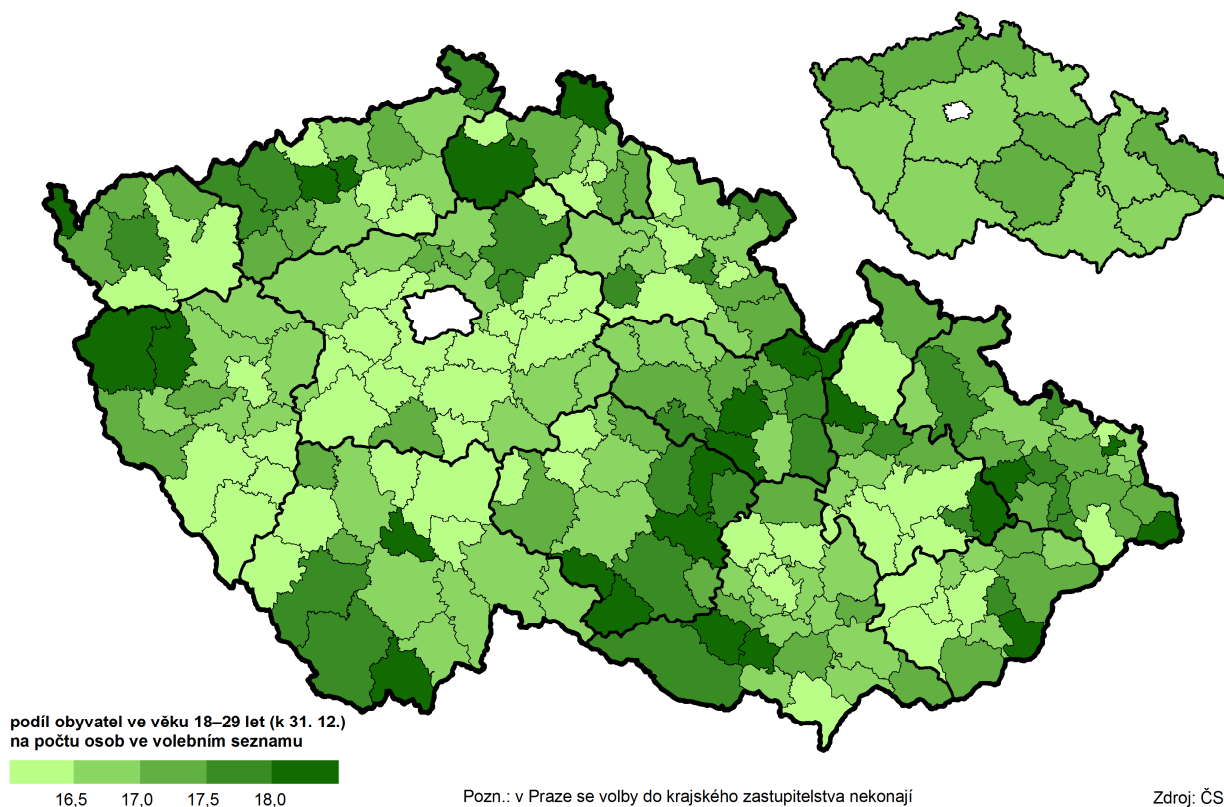 podíl obyvatel ve věku 18–29 let (k 31. 12.)
na počtu osob ve volebním seznamu
16,5 17,0 17,5 18,0
Pozn.: v Praze se volby do krajského zastupitelstva nekonají
Zdroj: ČS